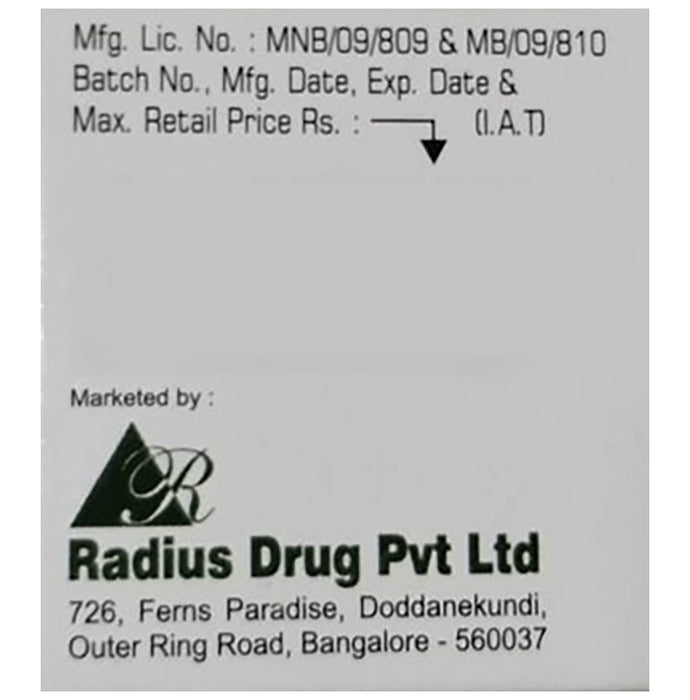 Mfg. Lic. No. : MNB/09/809 & MB/09/810
Batch No., Mfg. Date, Exp. Date &
Max. Retail Price Rs. : (I.A.T)
Marketed by :
R
Radius Drug Pvt Ltd
726, Ferns Paradise, Doddanekundi,
Outer Ring Road, Bangalore - 560037